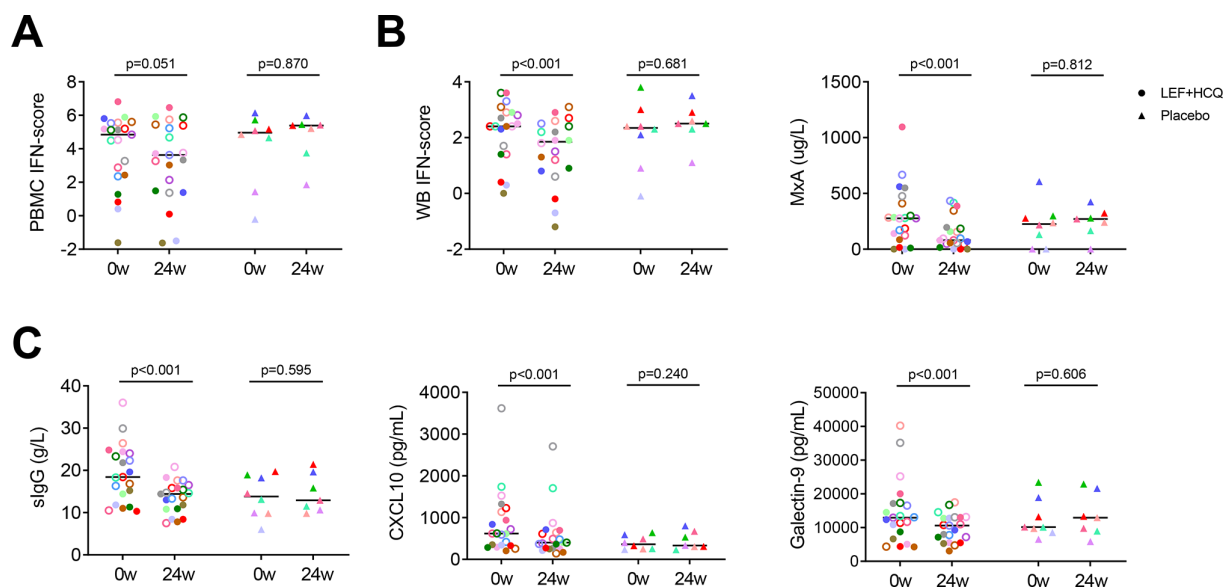 A
p=0.051 p=0.870
PBMC IFN-score
8
6
4
2
0
-2
0w 24w 0w 24w
B
p<0.001 p=0.681
WB IFN-score
6
4
2
0
-2
0w 24w 0w 24w
p<0.001 p=0.812
MxA (ug/L)
1500
1000
500
0
0w 24w 0w 24w
LEF+HCQ
Placebo
C
p<0.001 p=0.595
sIgG (g/L)
40
30
20
10
0
0w 24w 0w 24w
p<0.001 p=0.240
CXCL10 (pg/mL)
4000
3000
2000
1000
0
0w 24w 0w 24w
p<0.001 p=0.606
Galectin-9 (pg/mL)
50000
40000
30000
20000
10000
0
0w 24w 0w 24w